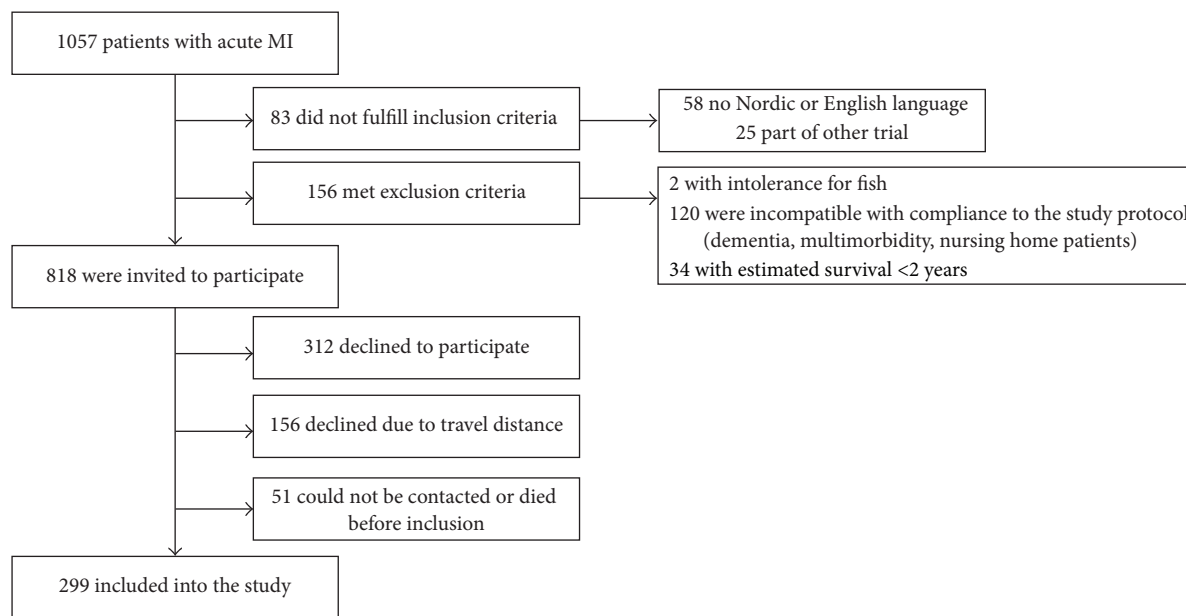 1057 patients with acute MI
83 did not fulfill inclusion criteria
58 no Nordic or English language
25 part of other trial
156 met exclusion criteria
2 with intolerance for fish
120 were incompatible with compliance to the study protocol
(dementia, multimorbidity, nursing home patients)
34 with estimated survival <2 years
818 were invited to participate
312 declined to participate
156 declined due to travel distance
51 could not be contacted or died
before inclusion
299 included into the study